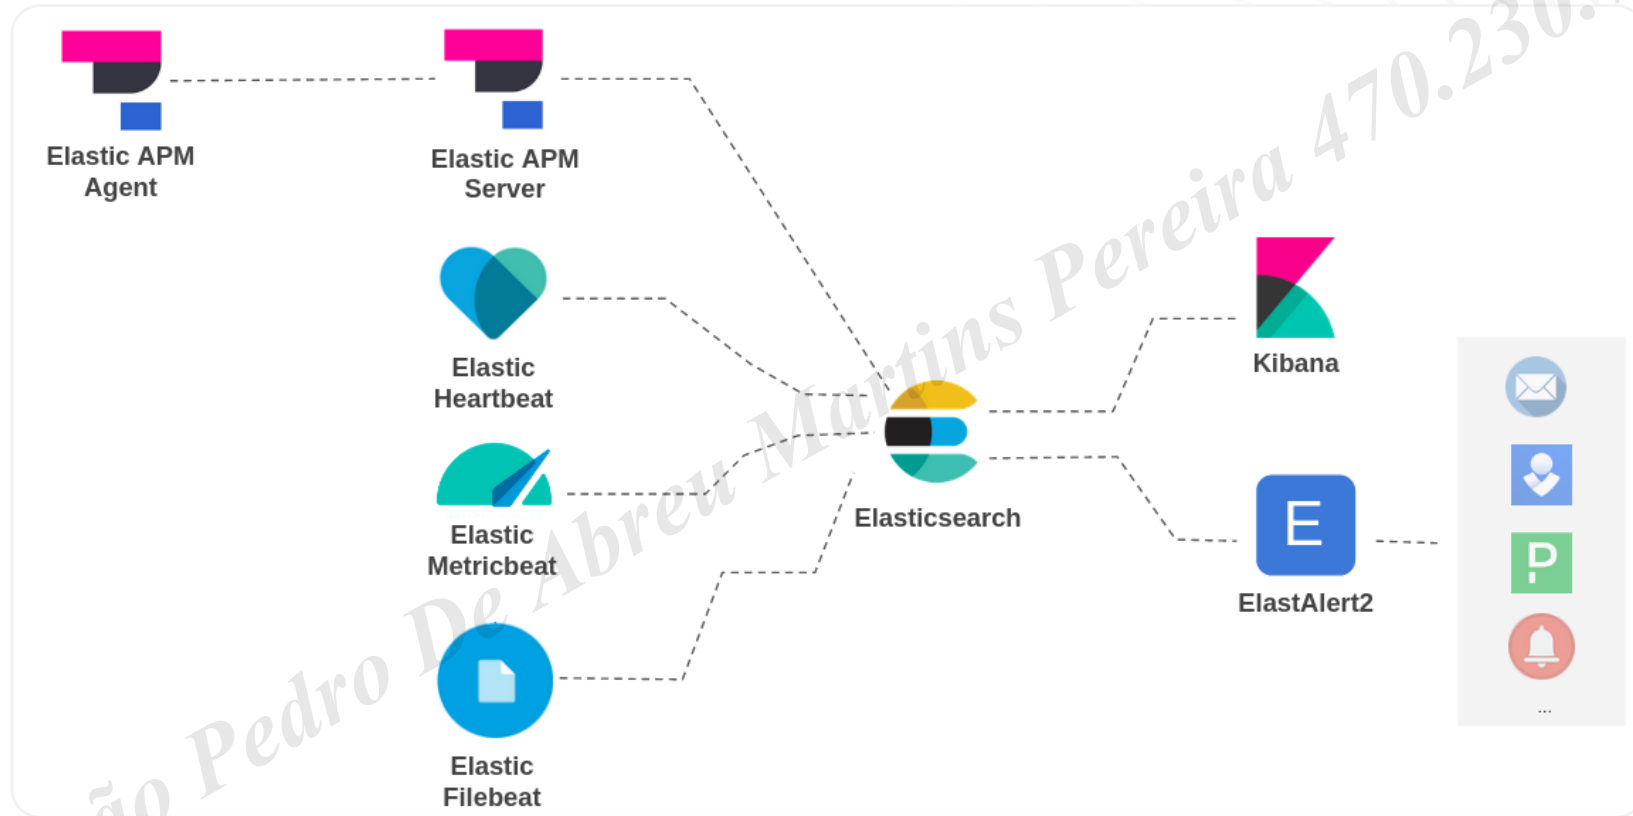 Elastic APM
Agent
Elastic APM
Server
Elastic
Heartbeat
Elastic
Metricbeat
Elastic
Filebeat
Elasticsearch
Kibana
E
ElastAlert2
P
...
ão Pedro De Abreu Martins Pereira 470.230.